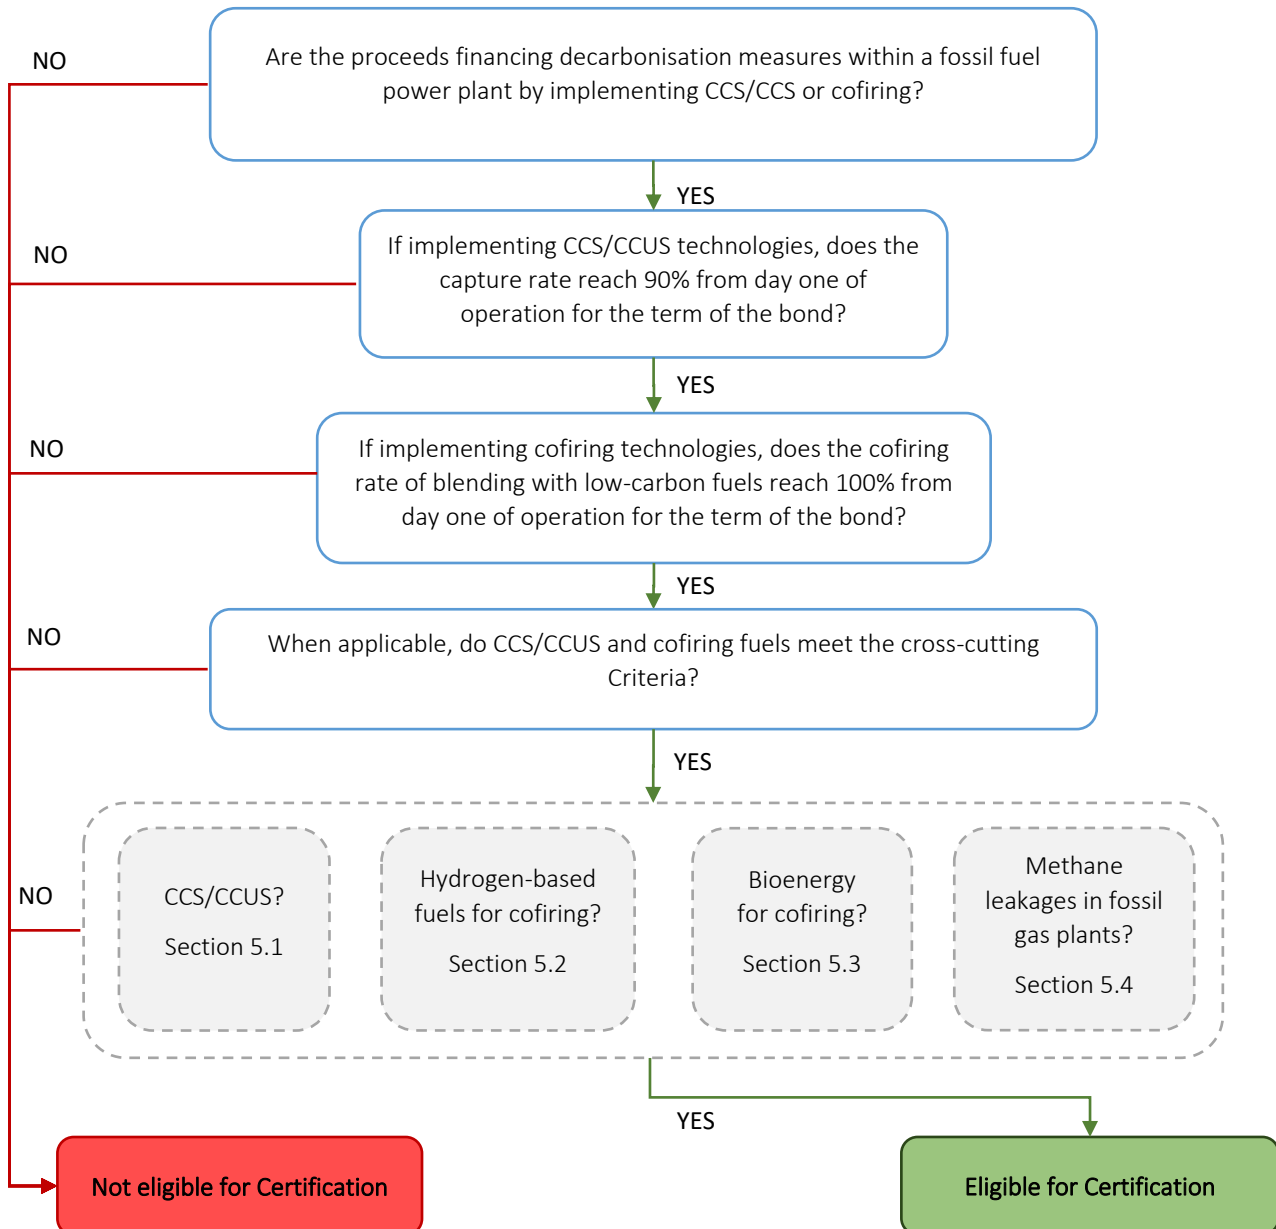 NO
Are the proceeds financing decarbonisation measures within a fossil fuel
power plant by implementing CCS/CCS or cofiring?
YES
NO
If implementing CCS/CCUS technologies, does the
capture rate reach 90% from day one of
operation for the term of the bond?
YES
NO
If implementing cofiring technologies, does the cofiring
rate of blending with low-carbon fuels reach 100% from
day one of operation for the term of the bond?
YES
NO
When applicable, do CCS/CCUS and cofiring fuels meet the cross-cutting
Criteria?
YES
NO
CCS/CCUS?
Section 5.1
Hydrogen-based
fuels for cofiring?
Section 5.2
Bioenergy
for cofiring?
Section 5.3
Methane
leakages in fossil
gas plants?
Section 5.4
YES
Not eligible for Certification
Eligible for Certification